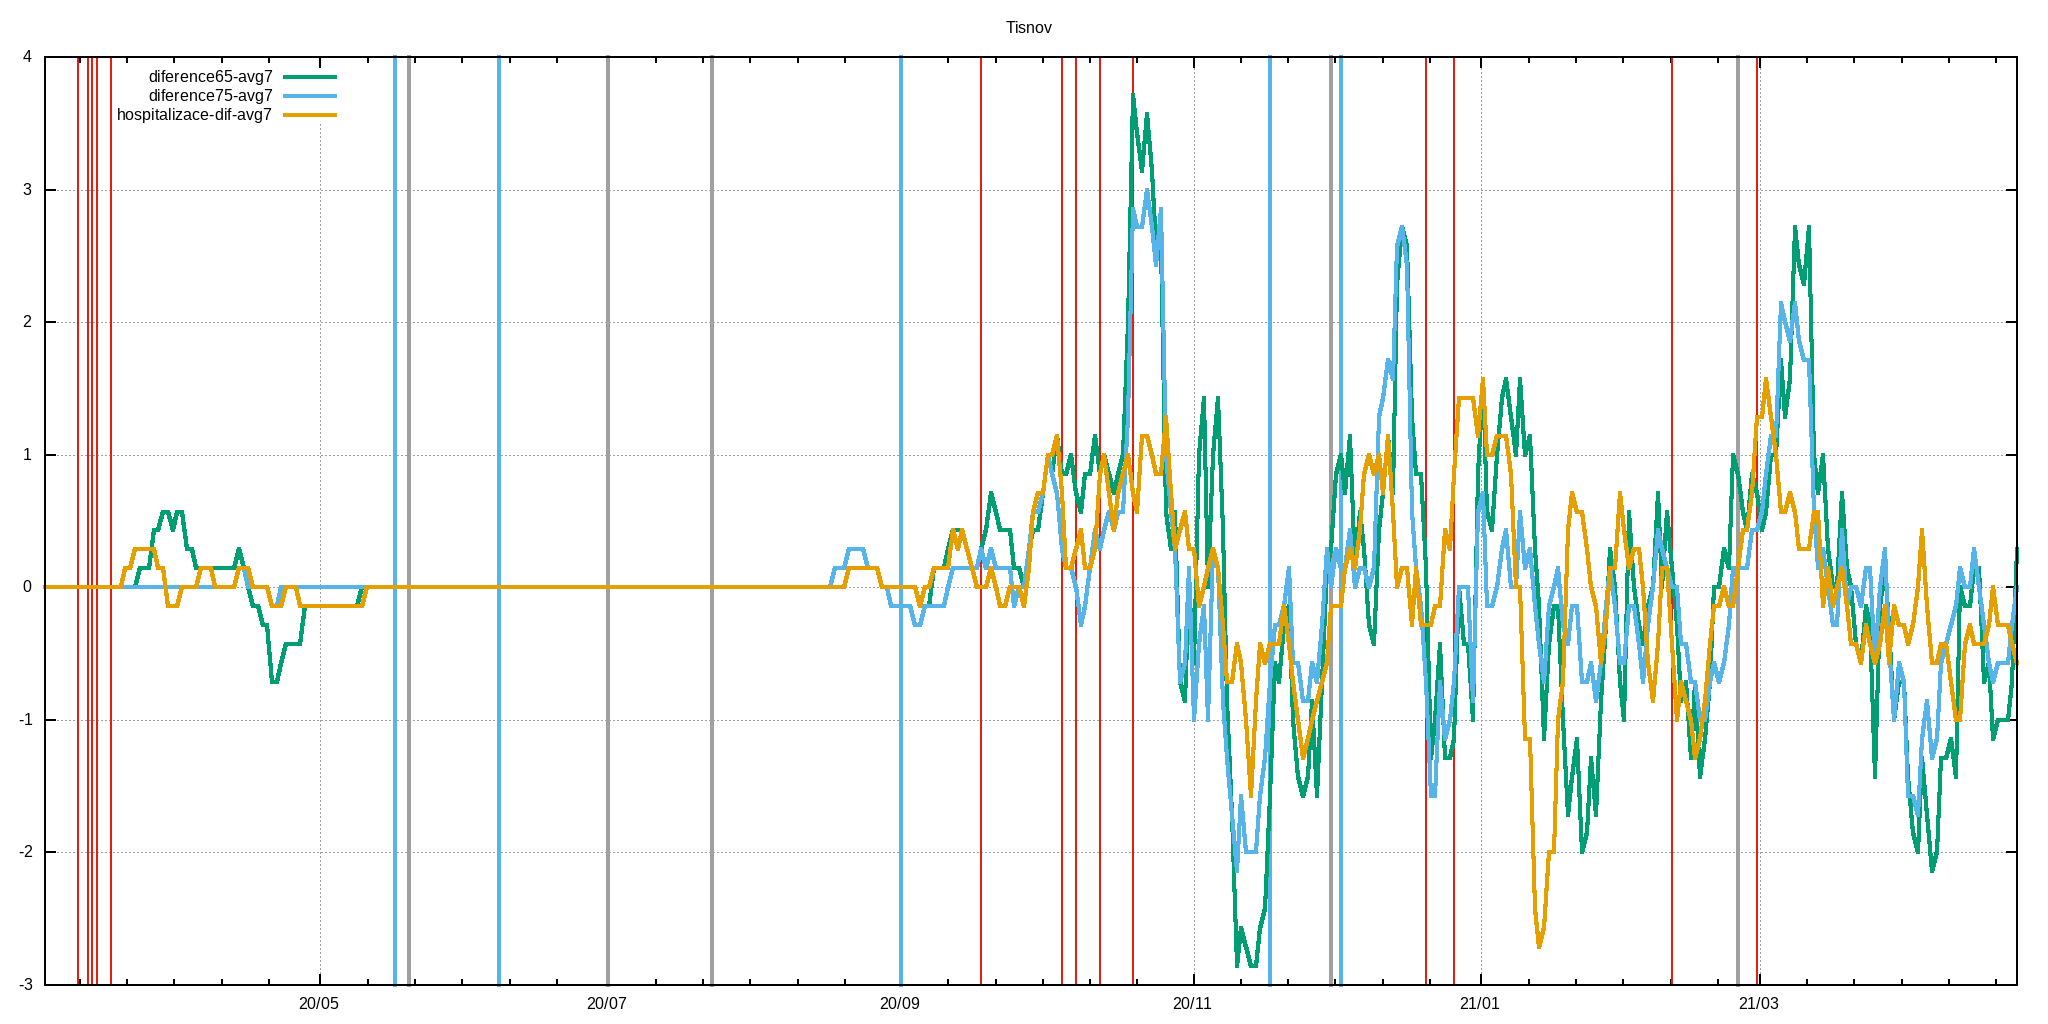 Tisnov
4
diference65-avg7
diference75-avg7
hospitalizace-dif-avg7
3
2
1
0
-1
-2
-3
20/05 20/07 20/09 20/11 21/01 21/03